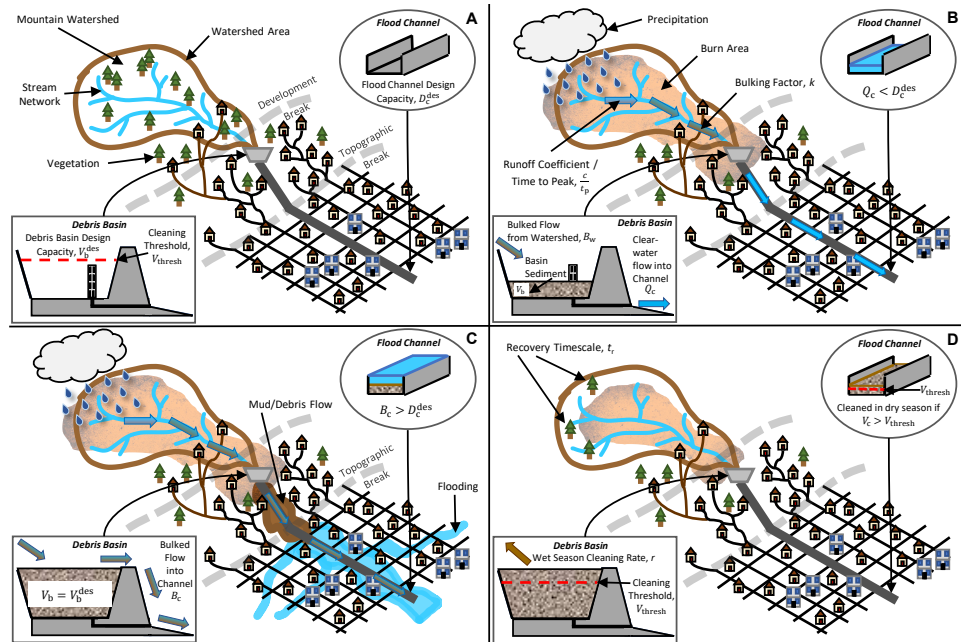 A
Mountain Watershed
Watershed Area
Stream
Network
Vegetation
Development
Break
Topographic
Break
Flood Channel
Flood Channel Design
Capacity, D_c^des
Debris Basin
Debris Basin Design
Capacity, V_b^des
Cleaning
Threshold,
V_thresh
B
Precipitation
Burn Area
Bulking Factor, k
Runoff Coefficient /
Time to Peak, c/t_p
Flood Channel
Q_c < D_c^des
Debris Basin
Bulked Flow
from Watershed, B_w
Basin
Sediment
V_b
Clear-
water
flow into
Channel
Q_c
C
Mud/Debris Flow
Topographic
Break
Flooding
Flood Channel
B_c > D_c^des
Debris Basin
Bulked
Flow
into
Channel
B_c
V_b = V_b^des
D
Recovery Timescale, t_r
Flood Channel
V_thresh
Cleaned in dry season if
V_c > V_thresh
Debris Basin
Wet Season Cleaning Rate, r
Cleaning
Threshold,
V_thresh